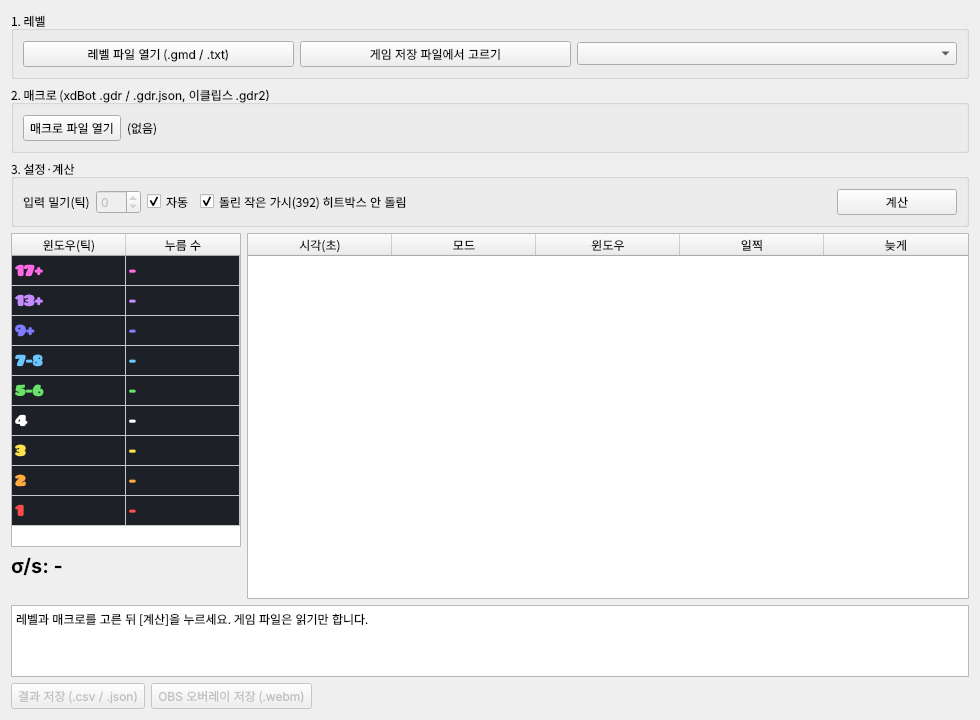 1. 레벨
레벨 파일 열기 (.gmd / .txt) 게임 저장 파일에서 고르기
2. 매크로 (xdBot .gdr / .gdr.json, 이클립스 .gdr2)
매크로 파일 열기 (없음)
3. 설정·계산
입력 밀기(틱) 0 자동 돌린 작은 가시(392) 히트박스 안 돌림 계산
윈도우(틱) 누름 수 시각(초) 모드 윈도우 일찍 늦게
17+ -
13+ -
9+ -
7-8 -
5-6 -
4 -
3 -
2 -
1 -
σ/s: -
레벨과 매크로를 고른 뒤 [계산]을 누르세요. 게임 파일은 읽기만 합니다.
결과 저장 (.csv / .json) OBS 오버레이 저장 (.webm)